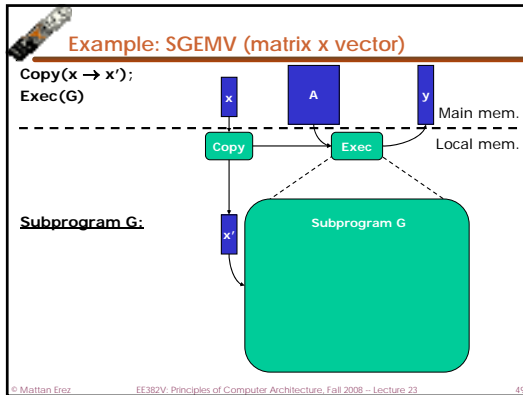 Example: SGEMV (matrix x vector)
Copy(x → x');
Exec(G)
x
A
y
Main mem.
Local mem.
Copy
Exec
Subprogram G:
x'
Subprogram G
© Mattan Erez
EE382V: Principles of Computer Architecture, Fall 2008 -- Lecture 23
49